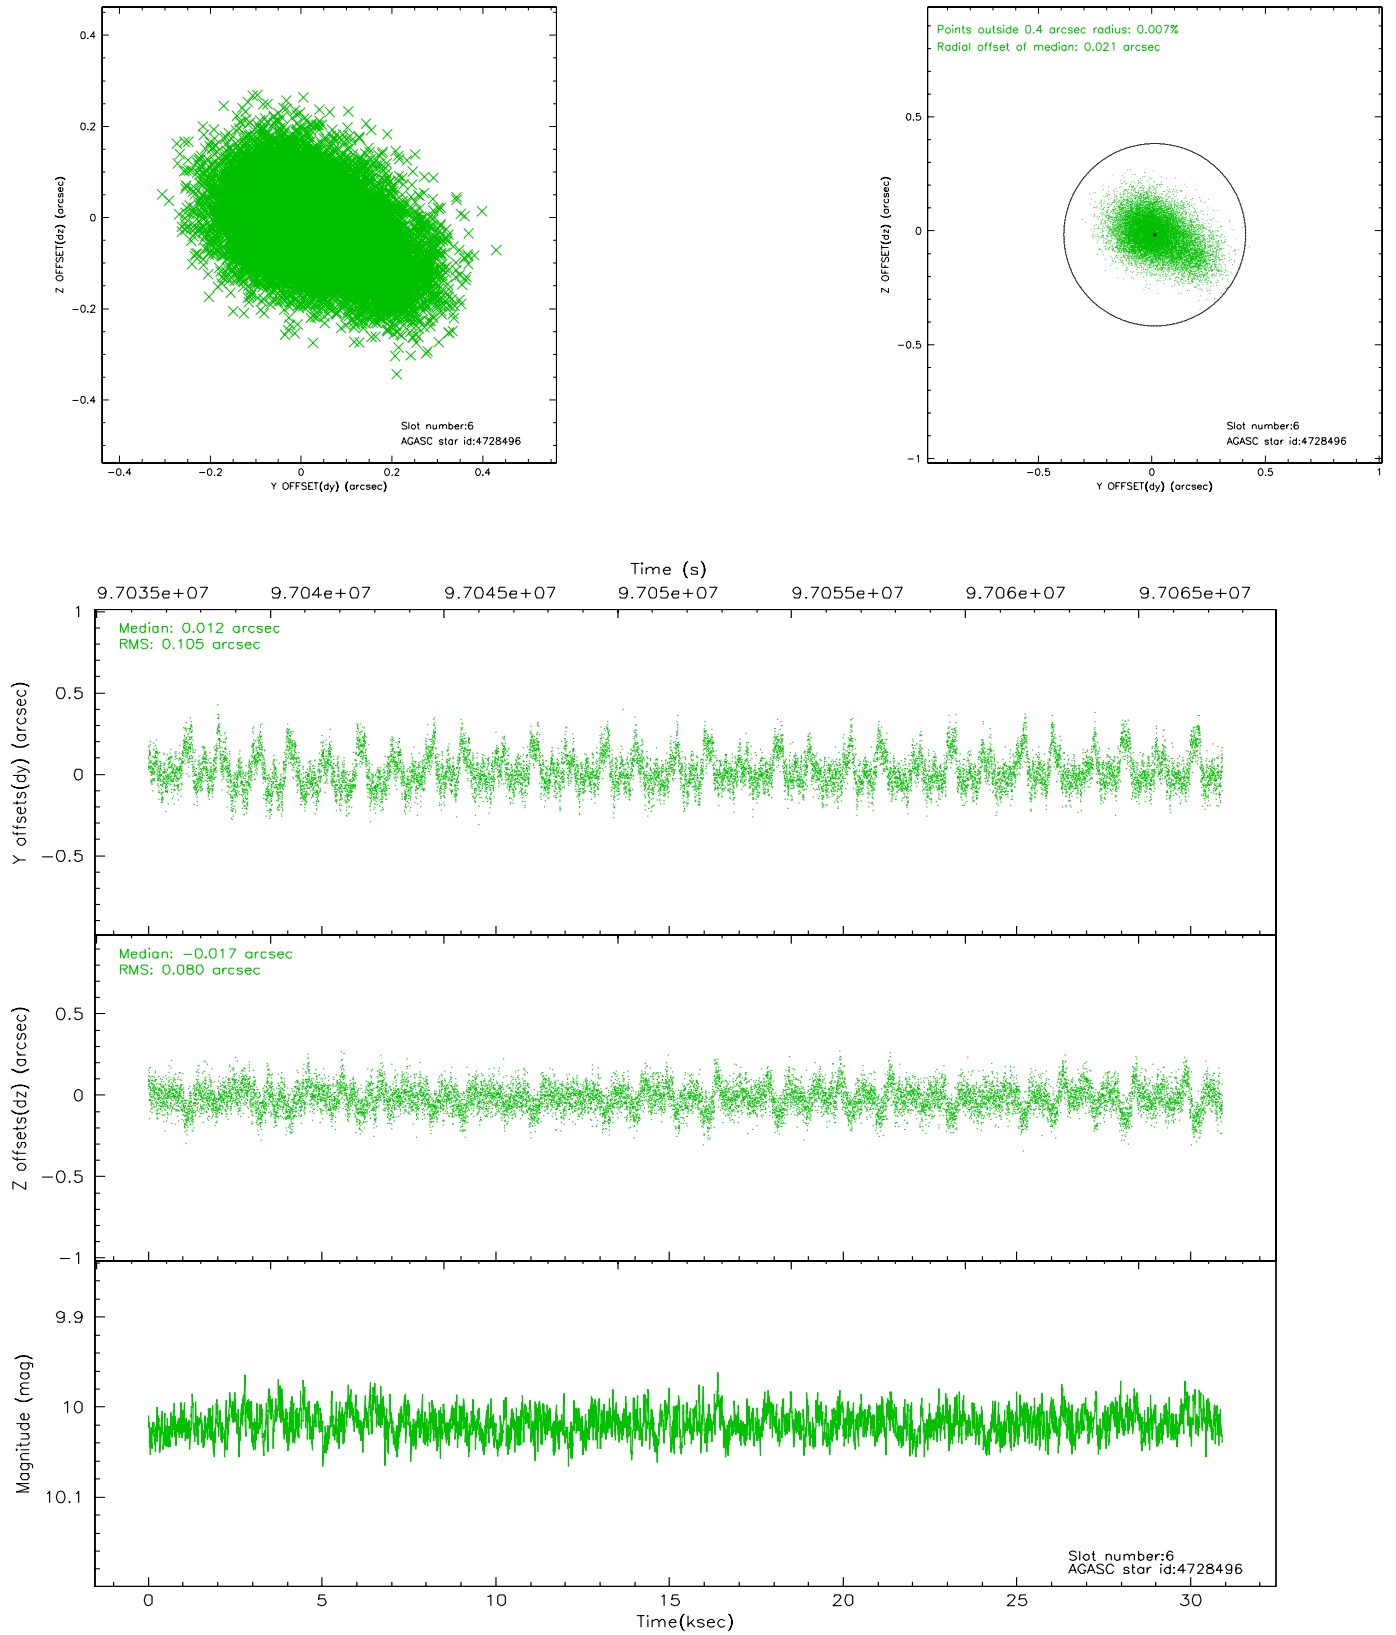 0.4
0.2
0
-0.2
-0.4
Z OFFSET(dz) (arcsec)
Slot number:6
AGASC star id:4728496
-0.4 -0.2 0 0.2 0.4
Y OFFSET(dy) (arcsec)
Points outside 0.4 arcsec radius: 0.007%
Radial offset of median: 0.021 arcsec
0.5
0
-0.5
-1
Z OFFSET(dz) (arcsec)
Slot number:6
AGASC star id:4728496
-0.5 0 0.5 1
Y OFFSET(dy) (arcsec)
Time (s)
9.7035e+07 9.704e+07 9.7045e+07 9.705e+07 9.7055e+07 9.706e+07 9.7065e+07
Median: 0.012 arcsec
RMS: 0.105 arcsec
1
0.5
0
-0.5
Y offsets(dy) (arcsec)
Median: -0.017 arcsec
RMS: 0.080 arcsec
0.5
0
-0.5
-1
Z offsets(dz) (arcsec)
9.9
10
10.1
Magnitude (mag)
Slot number:6
AGASC star id:4728496
0 5 10 15 20 25 30
Time(ksec)